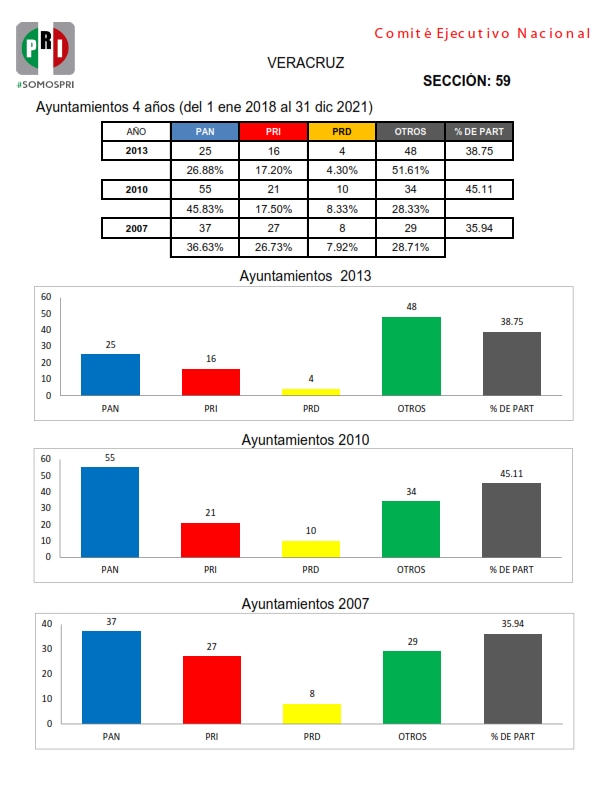 Comité Ejecutivo Nacional
PRI
#SOMOSPRI
VERACRUZ
SECCIÓN: 59
Ayuntamientos 4 años (del 1 ene 2018 al 31 dic 2021)
AÑO PAN PRI PRD OTROS % DE PART
2013 25 16 4 48 38.75
26.88% 17.20% 4.30% 51.61%
2010 55 21 10 34 45.11
45.83% 17.50% 8.33% 28.33%
2007 37 27 8 29 35.94
36.63% 26.73% 7.92% 28.71%
Ayuntamientos 2013
60
50
40
30
20
10
0
25 16 4 48 38.75
PAN PRI PRD OTROS % DE PART
Ayuntamientos 2010
60
50
40
30
20
10
0
55 21 10 34 45.11
PAN PRI PRD OTROS % DE PART
Ayuntamientos 2007
40
30
20
10
0
37 27 8 29 35.94
PAN PRI PRD OTROS % DE PART